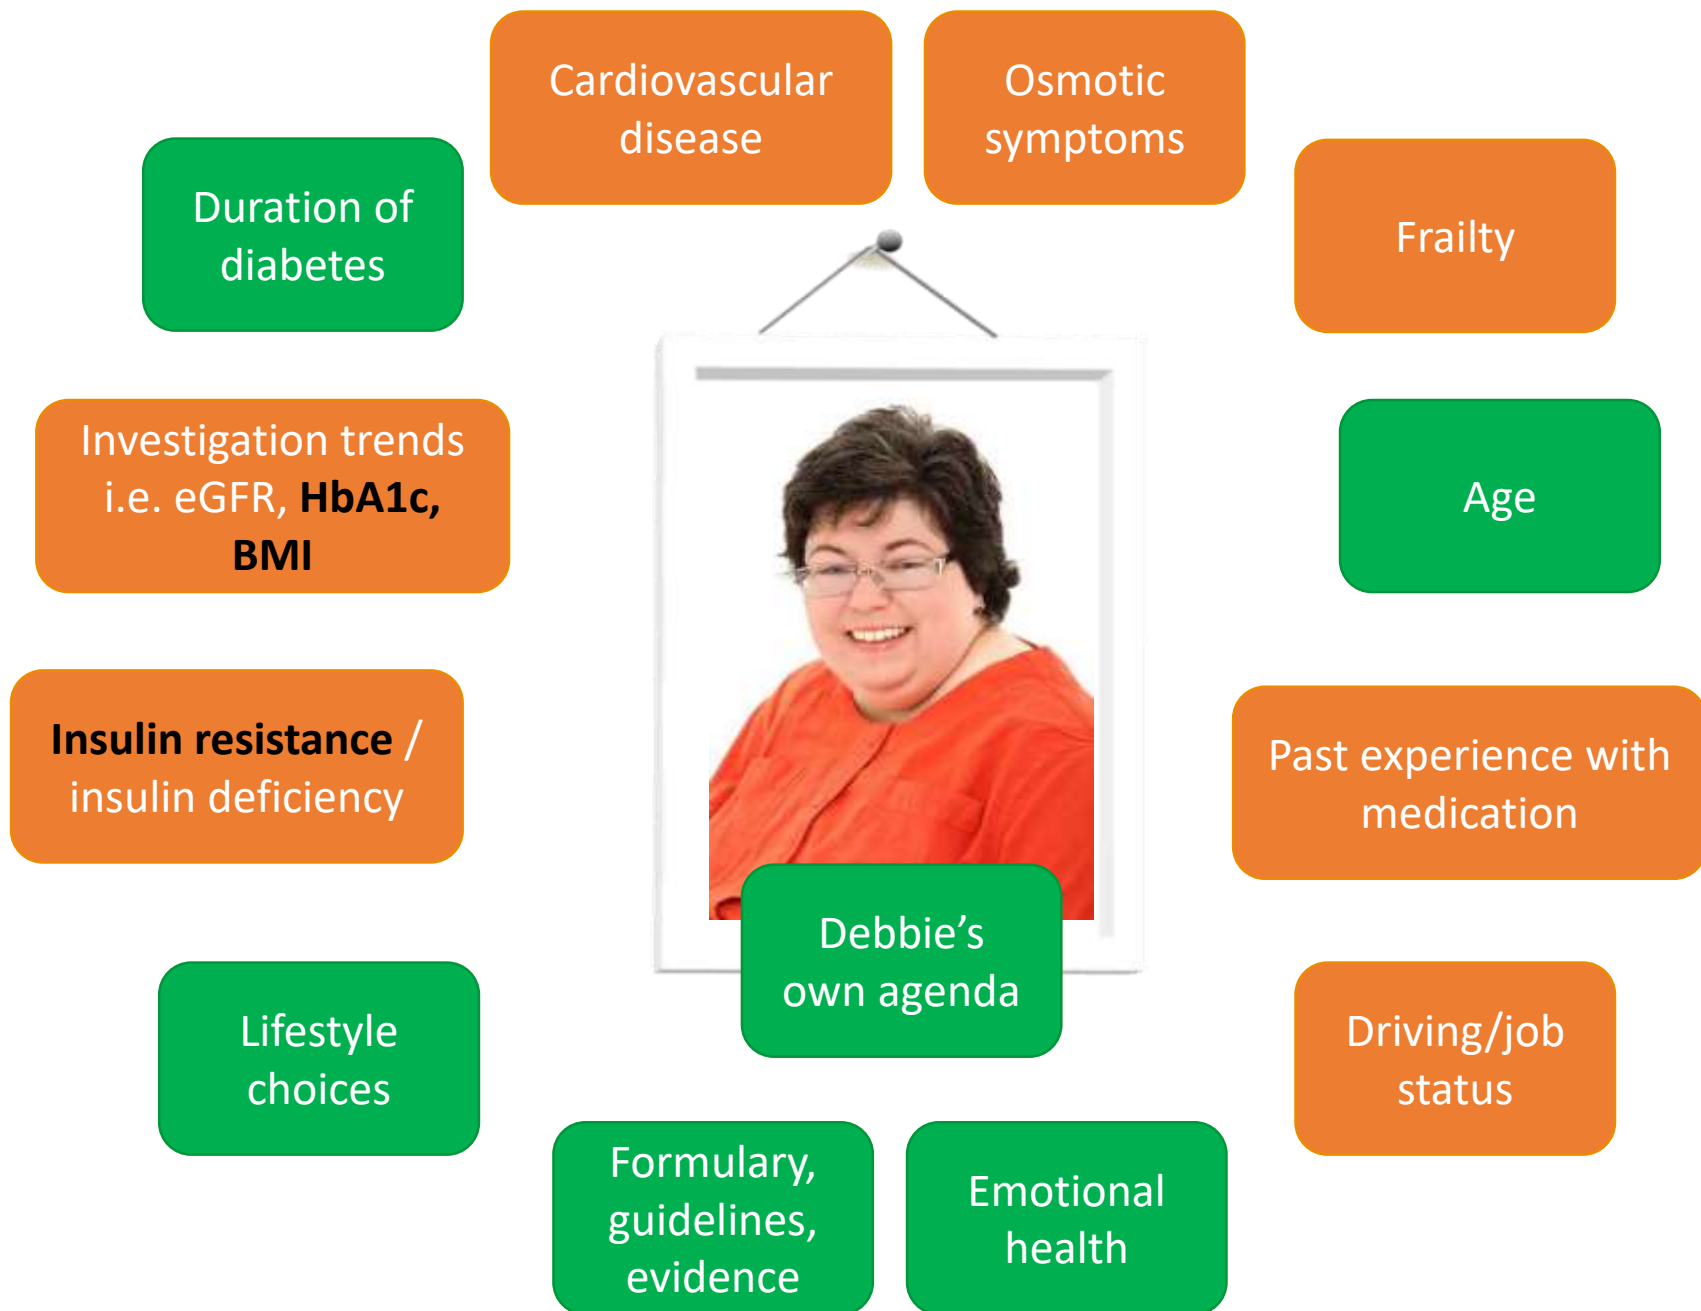 Cardiovascular
disease
Osmotic
symptoms
Duration of
diabetes
Frailty
Investigation trends
i.e. eGFR, HbA1c,
BMI
Age
Insulin resistance /
insulin deficiency
Past experience with
medication
Debbie’s
own agenda
Lifestyle
choices
Driving/job
status
Formulary,
guidelines,
evidence
Emotional
health